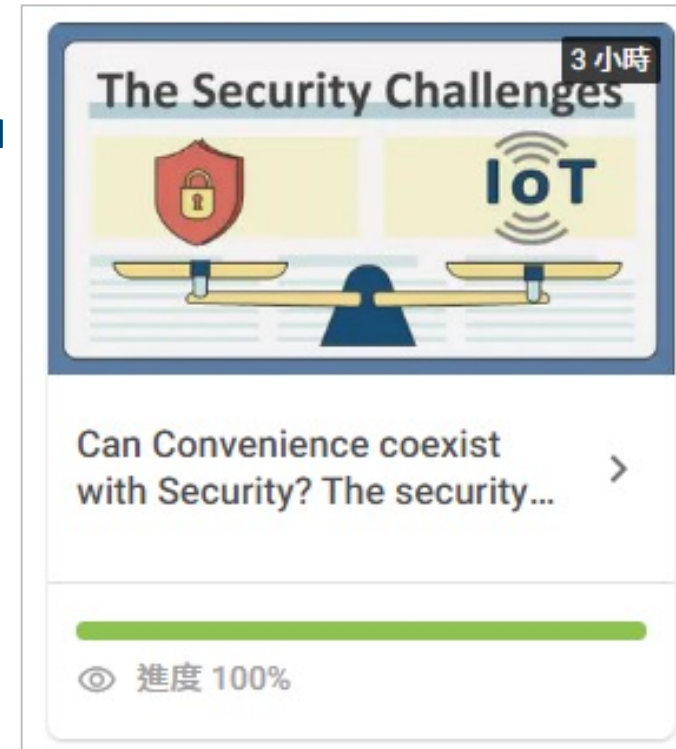 3 小時
The Security Challenges
IoT
Can Convenience coexist
with Security? The security...
進度 100%